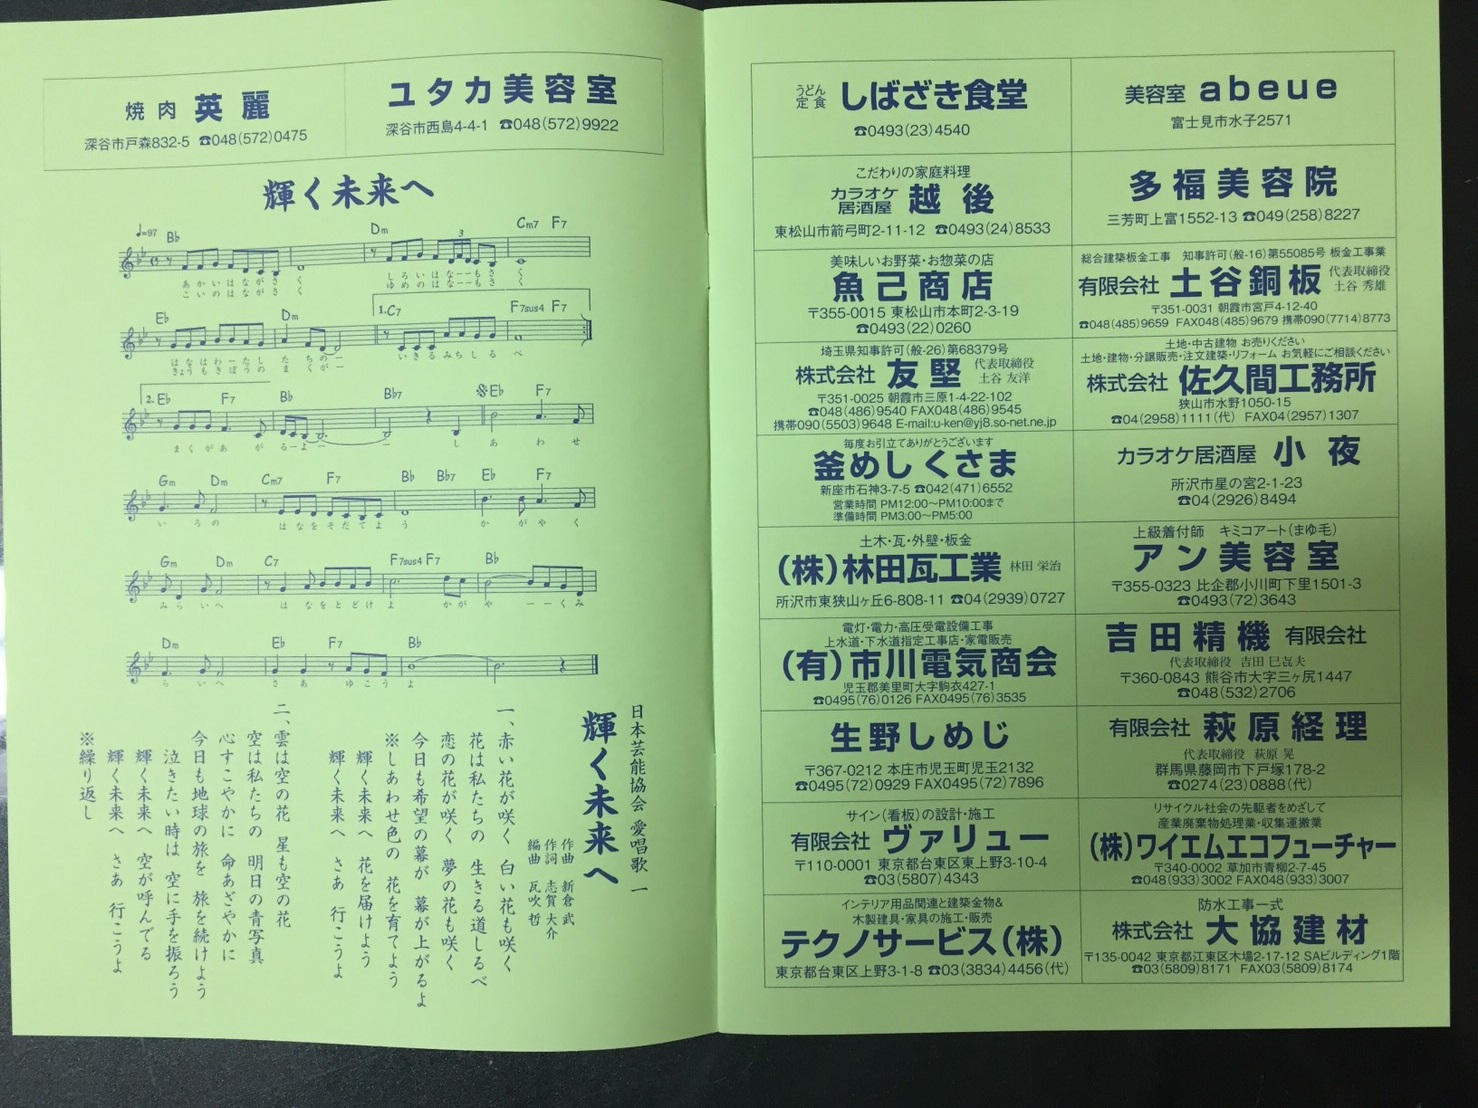 焼肉 英麗
深谷市戸森832-5 ☎048(572)0475
ユタカ美容室
深谷市西島4-4-1 ☎048(572)9922
輝く未来へ
♩=97 B♭ Dm Cm7 F7
あかいはながさく しろいはなーーもさく
こいのはながさく ゆめのはなーーもさく
E♭ Dm 1.C7 F7sus4 F7
はなはわーたしたちのー いきるみちしるべ
きょうもきぼうのまくがー
2.E♭ F7 B♭ B♭7 ※E♭ F7
まくがあがるーよー ー しあわせ
Gm Dm Cm7 F7 B♭ B♭7 E♭ F7
いろの はなをそだてよう かがやく
Gm Dm C7 F7sus4 F7 B♭
みらいへ はなをとどけよ かがやーーくみ
Dm E♭ F7 B♭
らいへ さあ ゆこうよ
日本芸能協会 愛唱歌 一
輝く未来へ
作曲 新倉 武
作詞 志賀大介
編曲 瓦吹 哲
一、赤い花が咲く 白い花も咲く
花は私たちの 生きる道しるべ
恋の花が咲く 夢の花も咲く
今日も希望の幕が 幕が上がるよ
※しあわせ色の 花を育てよう
輝く未来へ 花を届けよう
輝く未来へ さあ 行こうよ
二、雲は空の花 星も空の花
空は私たちの 明日の青写真
心すこやかに 命あざやかに
今日も地球の旅を 旅を続けよう
泣きたい時は 空に手を振ろう
輝く未来へ 空が呼んでる
輝く未来へ さあ 行こうよ
※繰り返し
うどん
定食 しばざき食堂
☎0493(23)4540
美容室 abeue
富士見市水子2571
こだわりの家庭料理
カラオケ
居酒屋 越後
東松山市箭弓町2-11-12 ☎0493(24)8533
多福美容院
三芳町上富1552-13 ☎049(258)8227
美味しいお野菜・お惣菜の店
魚己商店
〒355-0015 東松山市本町2-3-19
☎0493(22)0260
総合建築板金工事 知事許可(般-16)第55085号 板金工事業
有限会社 土谷銅板 代表取締役
土谷 秀雄
〒351-0031 朝霞市宮戸4-12-40
☎048(485)9659 FAX048(485)9679 携帯090(7714)8773
埼玉県知事許可(般-26)第68379号
株式会社 友堅 代表取締役
土谷 友洋
〒351-0025 朝霞市三原1-4-22-102
☎048(486)9540 FAX048(486)9545
携帯090(5503)9648 E-mail:u-ken@yj8.so-net.ne.jp
土地・中古建物 お売りください
土地・建物・分譲販売・注文建築・リフォーム お気軽にご相談ください
株式会社 佐久間工務所
狭山市水野1050-15
☎04(2958)1111(代) FAX04(2957)1307
毎度お引立てありがとうございます
釜めし くさま
新座市石神3-7-5 ☎042(471)6552
営業時間 PM12:00〜PM10:00まで
準備時間 PM3:00〜PM5:00
カラオケ居酒屋 小夜
所沢市星の宮2-1-23
☎04(2926)8494
土木・瓦・外壁・板金
(株)林田瓦工業 林田 栄治
所沢市東狭山ヶ丘6-808-11 ☎04(2939)0727
上級着付師 キミコアート(まゆ毛)
アン美容室
〒355-0323 比企郡小川町下里1501-3
☎0493(72)3643
電灯・電力・高圧受電設備工事
上水道・下水道指定工事店・家電販売
(有)市川電気商会
児玉郡美里町大字駒衣427-1
☎0495(76)0126 FAX0495(76)3535
吉田精機 有限会社
代表取締役 吉田 巳㐂夫
〒360-0843 熊谷市大字三ヶ尻1447
☎048(532)2706
生野しめじ
〒367-0212 本庄市児玉町児玉2132
☎0495(72)0929 FAX0495(72)7896
有限会社 萩原経理
代表取締役 萩原 晃
群馬県藤岡市下戸塚178-2
☎0274(23)0888(代)
サイン(看板)の設計・施工
有限会社 ヴァリュー
〒110-0001 東京都台東区東上野3-10-4
☎03(5807)4343
リサイクル社会の先駆者をめざして
産業廃棄物処理業・収集運搬業
(株)ワイエムエコフューチャー
〒340-0002 草加市青柳2-7-45
☎048(933)3002 FAX048(933)3007
インテリア用品関連と建築金物&
木製建具・家具の施工・販売
テクノサービス(株)
東京都台東区上野3-1-8 ☎03(3834)4456(代)
防水工事一式
株式会社 大協建材
〒135-0042 東京都江東区木場2-17-12 SAビルディング1階
☎03(5809)8171 FAX03(5809)8174